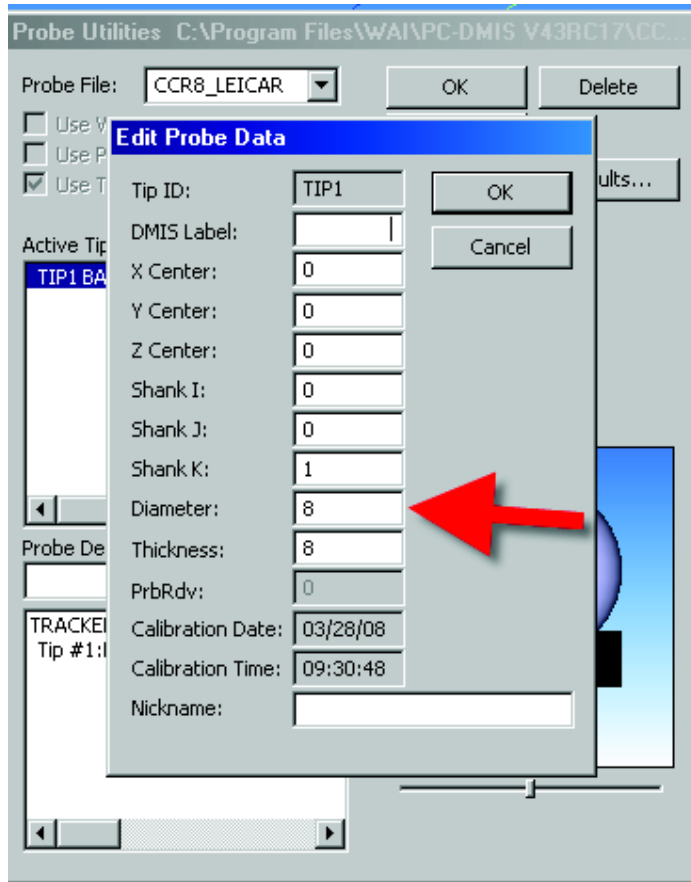 Probe Utilities C:\Program Files\WAI\PC-DMIS V43RC17\CC...
Probe File: CCR8_LEICAR OK Delete
Use
Use
Use
ults...
Active
TIP1
Edit Probe Data
Tip ID: TIP1 OK
DMIS Label: Cancel
X Center: 0
Y Center: 0
Z Center: 0
Shank I: 0
Shank J: 0
Shank K: 1
Diameter: 8
Thickness: 8
PrbRdv: 0
Calibration Date: 03/28/08
Calibration Time: 09:30:48
Nickname:
Probe De
TRACKE
Tip #1: